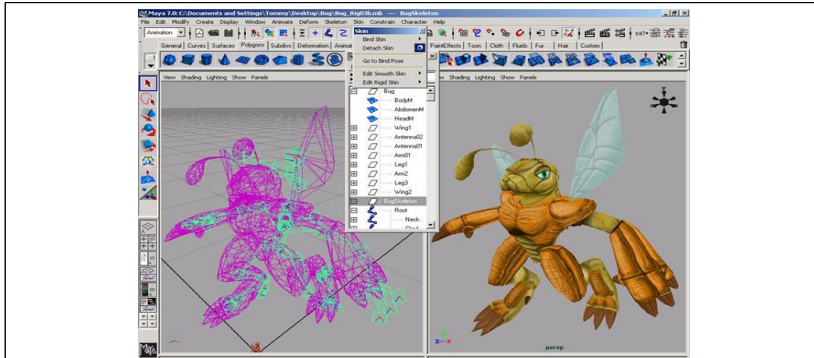 Maya 7.0: C:\Documents and Settings\Tommy\Desktop\Bug\Bug_Rig03b.mb --- BugSkeleton
File Edit Modify Create Display Window Animate Deform Skeleton Skin Constrain Character Help
Animation
sel
General Curves Surfaces Polygons Subdivs Deformation Animat
PaintEffects Toon Cloth Fluids Fur Hair Custom
Skin
Bind Skin
Detach Skin
Go to Bind Pose
Edit Smooth Skin
Edit Rigid Skin
View Shading Lighting Show Panels
Bug
BodyM
AbdomenM
HeadM
Wing1
Antenna02
Antenna01
Arm01
Leg1
Arm2
Leg3
Wing2
BugSkeleton
Root
Neck
View Shading Lighting Show Panels
persp